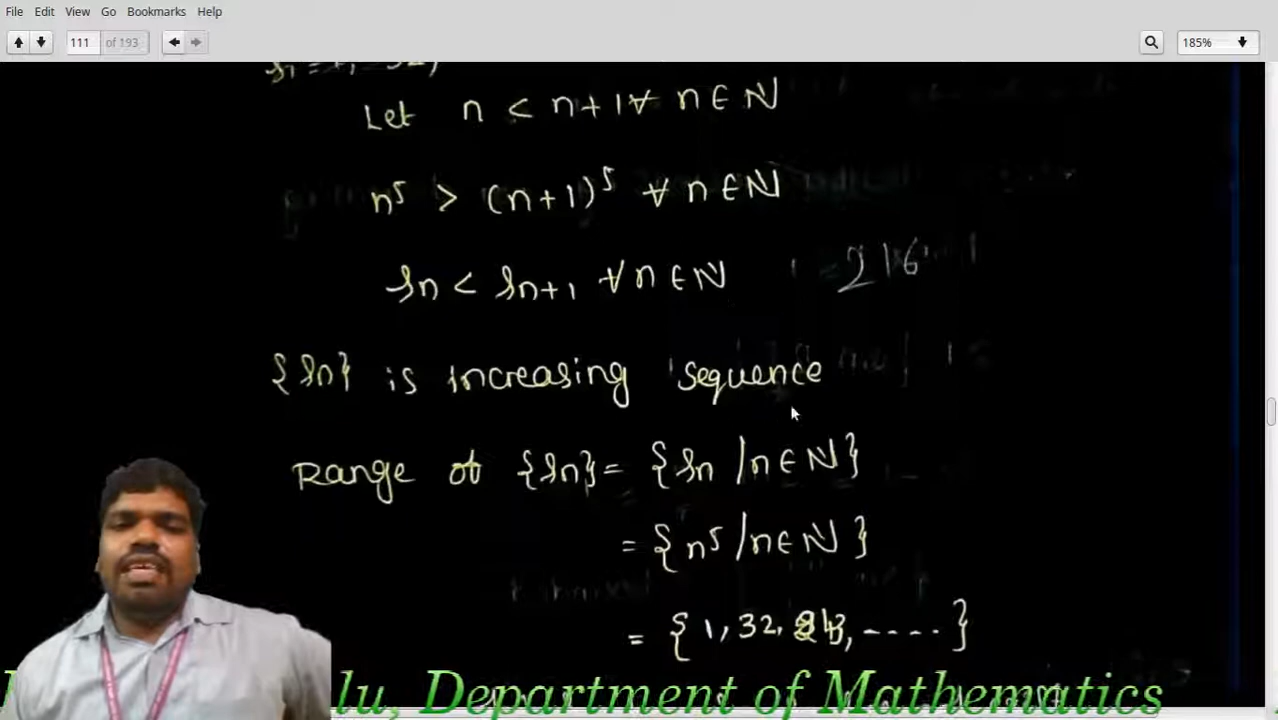 File Edit View Go Bookmarks Help
111 of 193 185%
Let n < n+1 ∀ n ∈ ℕ
n⁵ > (n+1)⁵ ∀ n ∈ ℕ
sn < sn+1 ∀ n ∈ ℕ
216
{sn} is increasing sequence
Range of {sn} = {sn / n ∈ ℕ}
= {n⁵ / n ∈ ℕ}
= {1, 32, 243, -----}
lu, Department of Mathematics